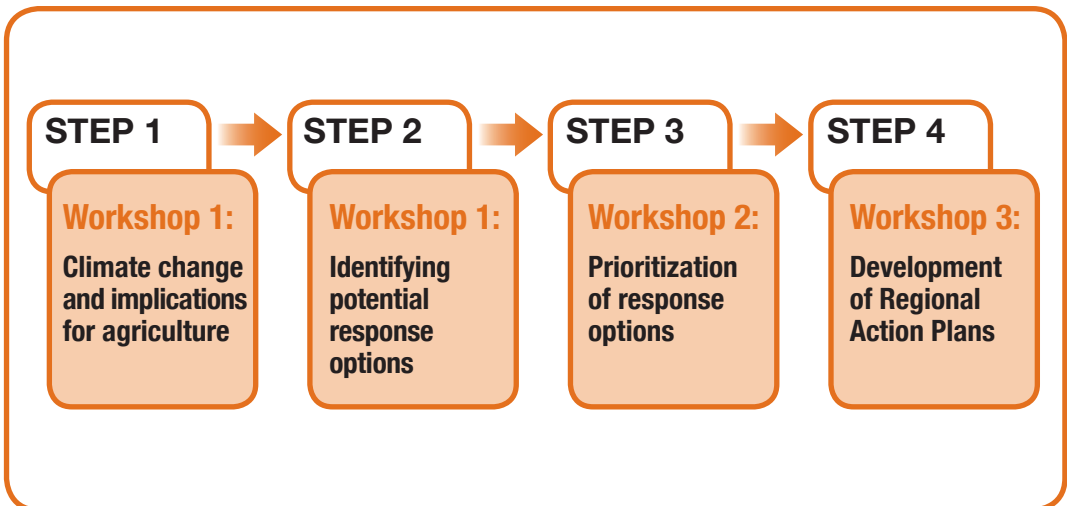 STEP 1
Workshop 1:
Climate change
and implications
for agriculture
STEP 2
Workshop 1:
Identifying
potential
response
options
STEP 3
Workshop 2:
Prioritization
of response
options
STEP 4
Workshop 3:
Development
of Regional
Action Plans